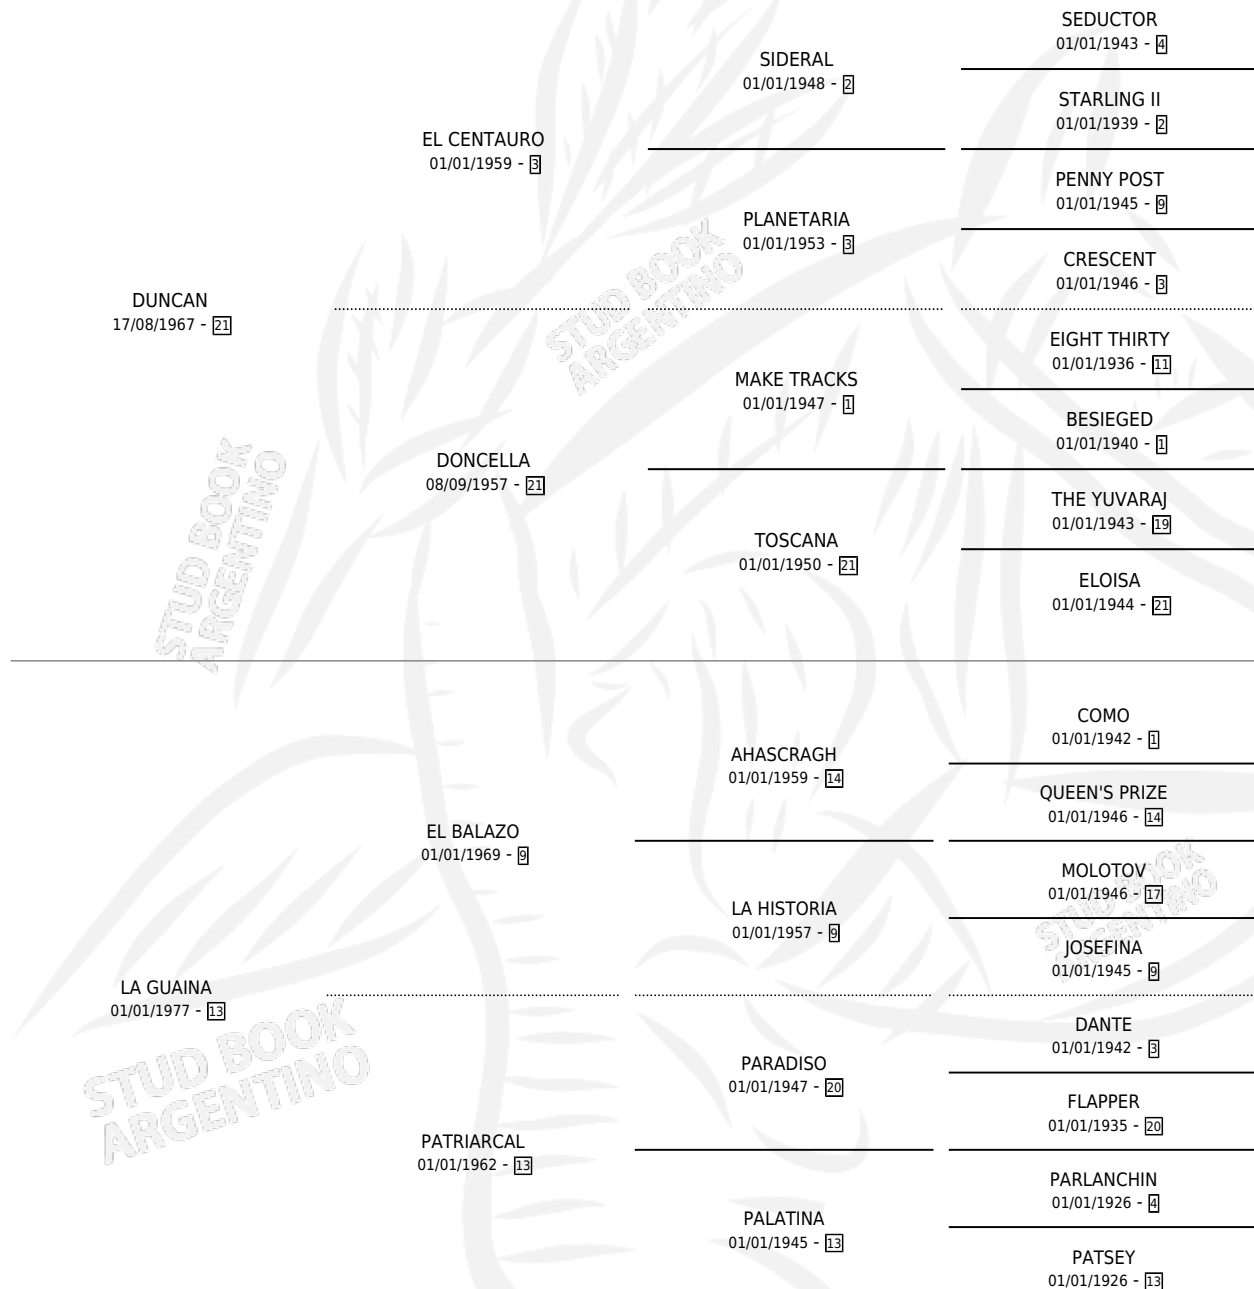 SEDUCTOR
01/01/1943 - 4
SIDERAL
01/01/1948 - 2
STARLING II
01/01/1939 - 2
EL CENTAURO
01/01/1959 - 3
PENNY POST
01/01/1945 - 9
PLANETARIA
01/01/1953 - 3
CRESCENT
01/01/1946 - 3
DUNCAN
17/08/1967 - 21
EIGHT THIRTY
01/01/1936 - 11
MAKE TRACKS
01/01/1947 - 1
BESIEGED
01/01/1940 - 1
DONCELLA
08/09/1957 - 21
THE YUVARAJ
01/01/1943 - 19
TOSCANA
01/01/1950 - 21
ELOISA
01/01/1944 - 21
COMO
01/01/1942 - 1
AHASCRAGH
01/01/1959 - 14
QUEEN'S PRIZE
01/01/1946 - 14
EL BALAZO
01/01/1969 - 9
MOLOTOV
01/01/1946 - 17
LA HISTORIA
01/01/1957 - 9
JOSEFINA
01/01/1945 - 9
LA GUAINA
01/01/1977 - 13
DANTE
01/01/1942 - 3
PARADISO
01/01/1947 - 20
FLAPPER
01/01/1935 - 20
PATRIARCAL
01/01/1962 - 13
PARLANCHIN
01/01/1926 - 4
PALATINA
01/01/1945 - 13
PATSEY
01/01/1926 - 13
STUD BOOK
ARGENTINO
STUD BOOK
ARGENTINO
STUD BOOK
ARGENTINO
STUD BOOK
ARGENTINO